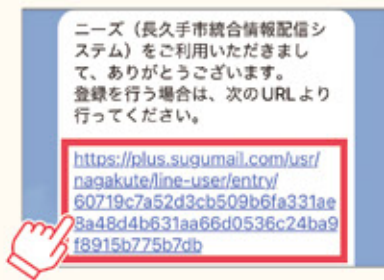 ニーズ（長久手市統合情報配信シ
ステム）をご利用いただきまし
て、ありがとうございます。
登録を行う場合は、次のURLより
行ってください。
https://plus.sugumail.com/usr/
nagakute/line-user/entry/
60719c7a52d3cb509b6fa331ae
8a48d4b631aa66d0536c24ba9
f8915b775b7db